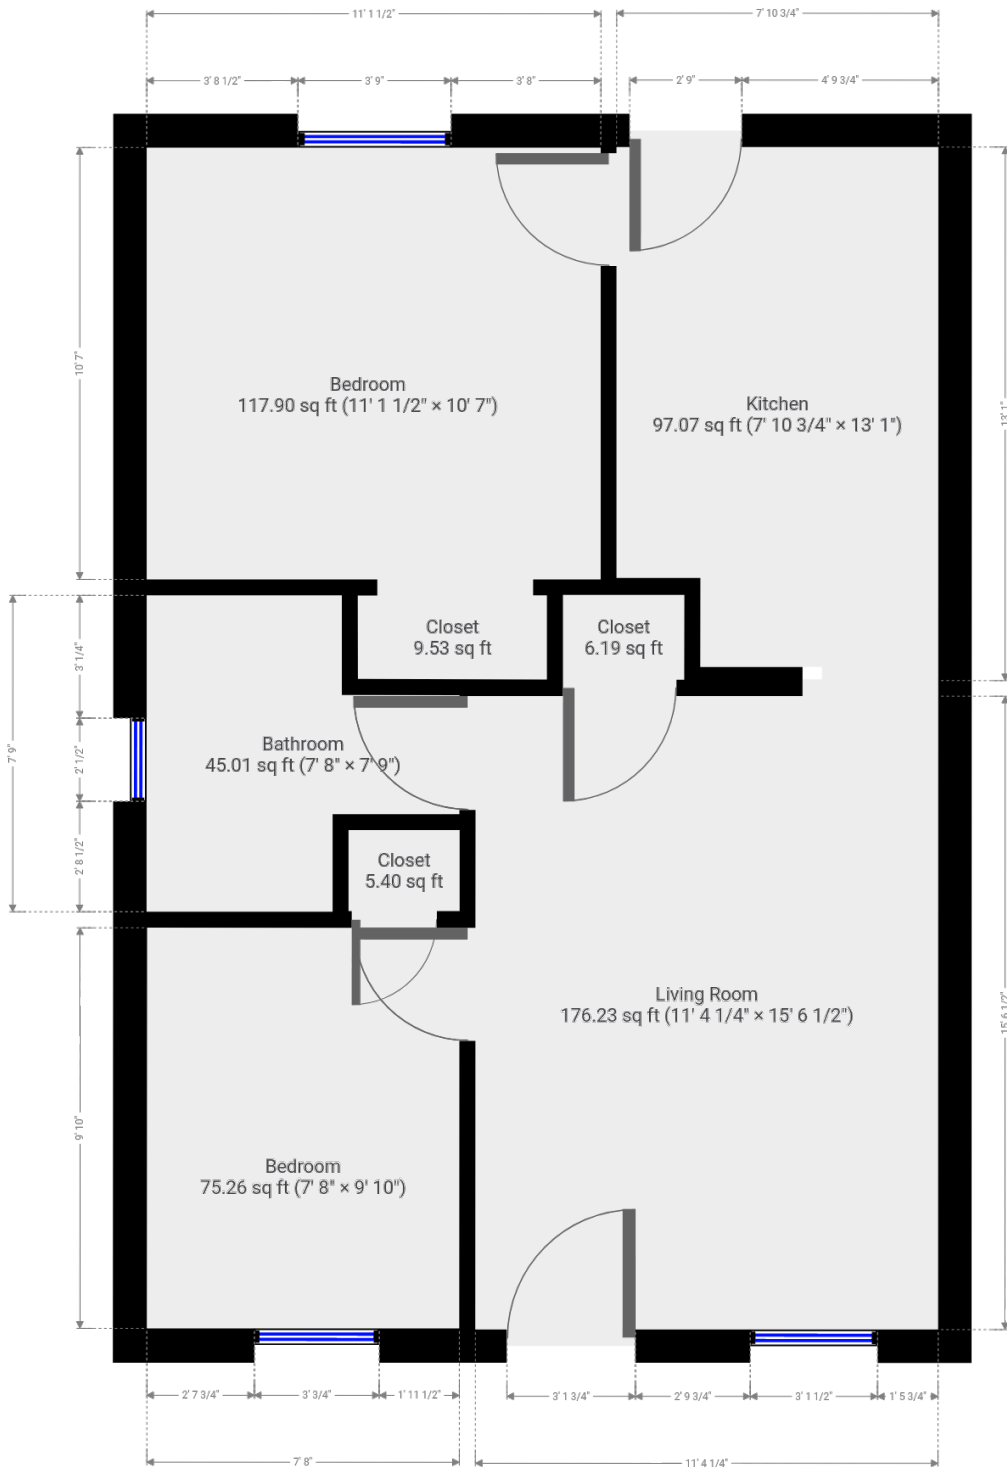 11' 1 1/2"
7' 10 3/4"
3' 8 1/2"
3' 9"
3' 8"
2' 9"
4' 9 3/4"
10' 7"
13' 1"
Bedroom
117.90 sq ft (11' 1 1/2" × 10' 7")
Kitchen
97.07 sq ft (7' 10 3/4" × 13' 1")
Closet
9.53 sq ft
Closet
6.19 sq ft
3' 1/4"
7' 9"
2' 1/2"
2' 8 1/2"
Bathroom
45.01 sq ft (7' 8" × 7' 9")
Closet
5.40 sq ft
Living Room
176.23 sq ft (11' 4 1/4" × 15' 6 1/2")
15' 6 1/2"
9' 10"
Bedroom
75.26 sq ft (7' 8" × 9' 10")
2' 7 3/4"
3' 3/4"
1' 11 1/2"
3' 1 3/4"
2' 9 3/4"
3' 1 1/2"
1' 5 3/4"
7' 8"
11' 4 1/4"